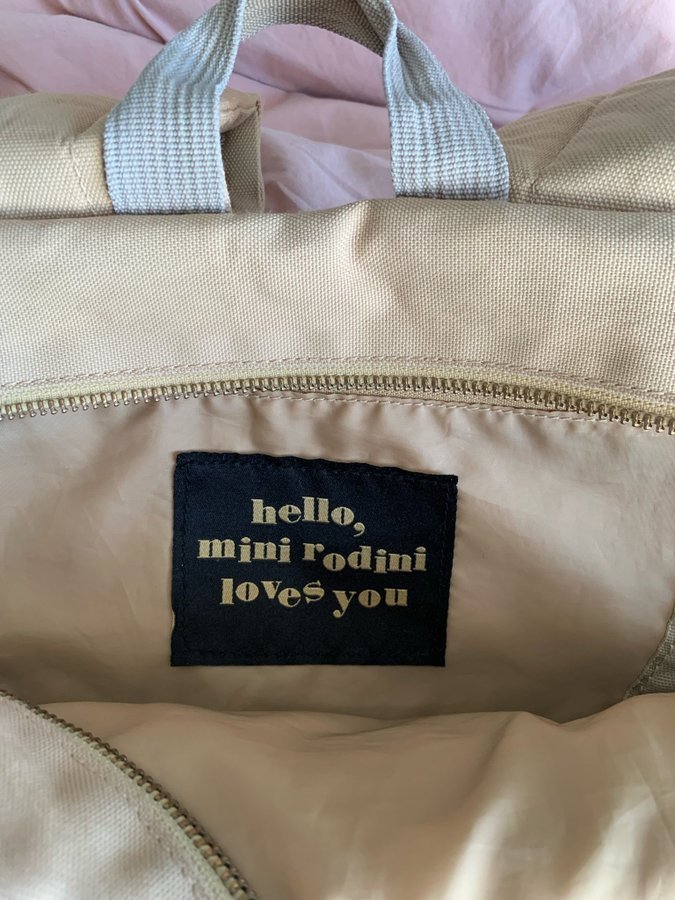 hello,
mini rodini
loves you